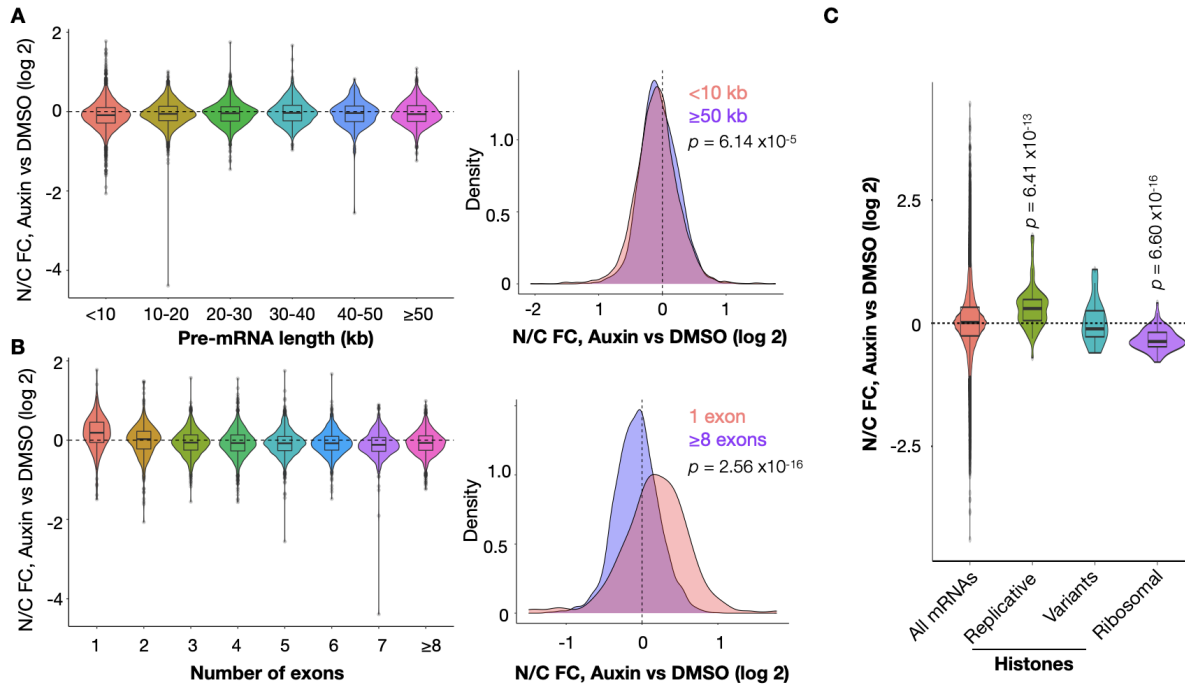 A
N/C FC, Auxin vs DMSO (log 2)
2
0
-2
-4
<10
10-20
20-30
30-40
40-50
≥50
Pre-mRNA length (kb)
Density
1.0
0.5
0
<10 kb
≥50 kb
p = 6.14 x10-5
-2
1
0
1
N/C FC, Auxin vs DMSO (log 2)
B
N/C FC, Auxin vs DMSO (log 2)
2
0
-2
-4
1
2
3
4
5
6
7
≥8
Number of exons
Density
1.0
0.5
0
1 exon
≥8 exons
p = 2.56 x10-16
-1
0
1
N/C FC, Auxin vs DMSO (log 2)
C
N/C FC, Auxin vs DMSO (log 2)
2.5
0
-2.5
p = 6.41 x10-13
p = 6.60 x10-16
All mRNAs
Replicative
Variants
Ribosomal
Histones